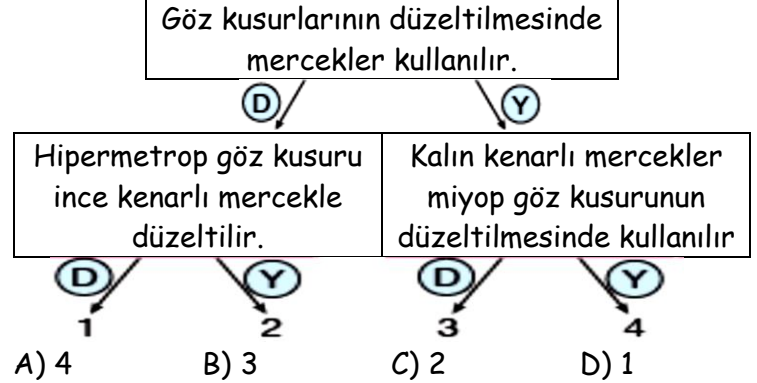 Göz kusurlarının düzeltilmesinde
mercekler kullanılır.
D Y
Hipermetrop göz kusuru
ince kenarlı mercekle
düzeltilir.
Kalın kenarlı mercekler
miyop göz kusurunun
düzeltilmesinde kullanılır
D Y D Y
1 2 3 4
A) 4 B) 3 C) 2 D) 1